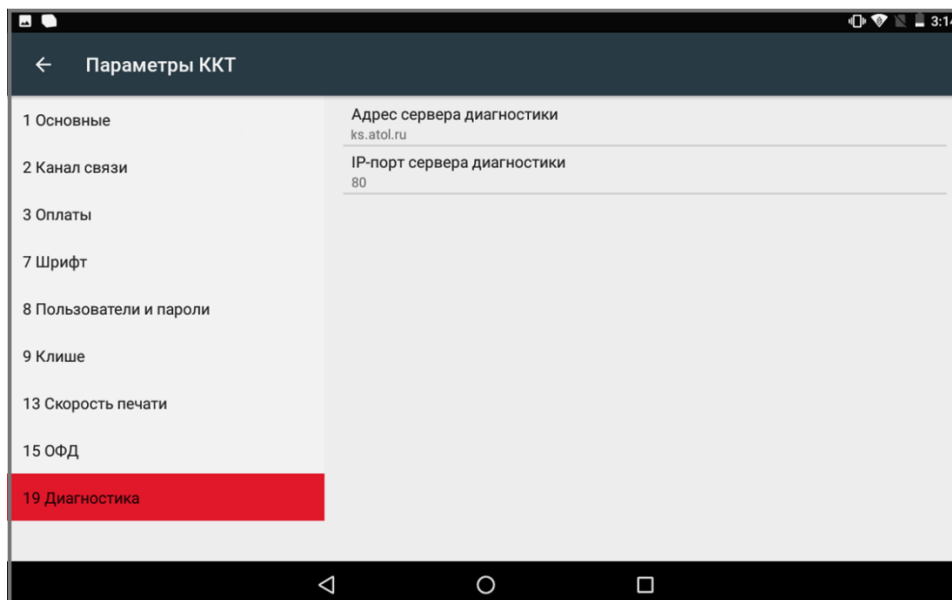 3:14
Параметры ККТ
1 Основные
2 Канал связи
3 Оплаты
7 Шрифт
8 Пользователи и пароли
9 Клише
13 Скорость печати
15 ОФД
19 Диагностика
Адрес сервера диагностики
ks.atol.ru
IP-порт сервера диагностики
80